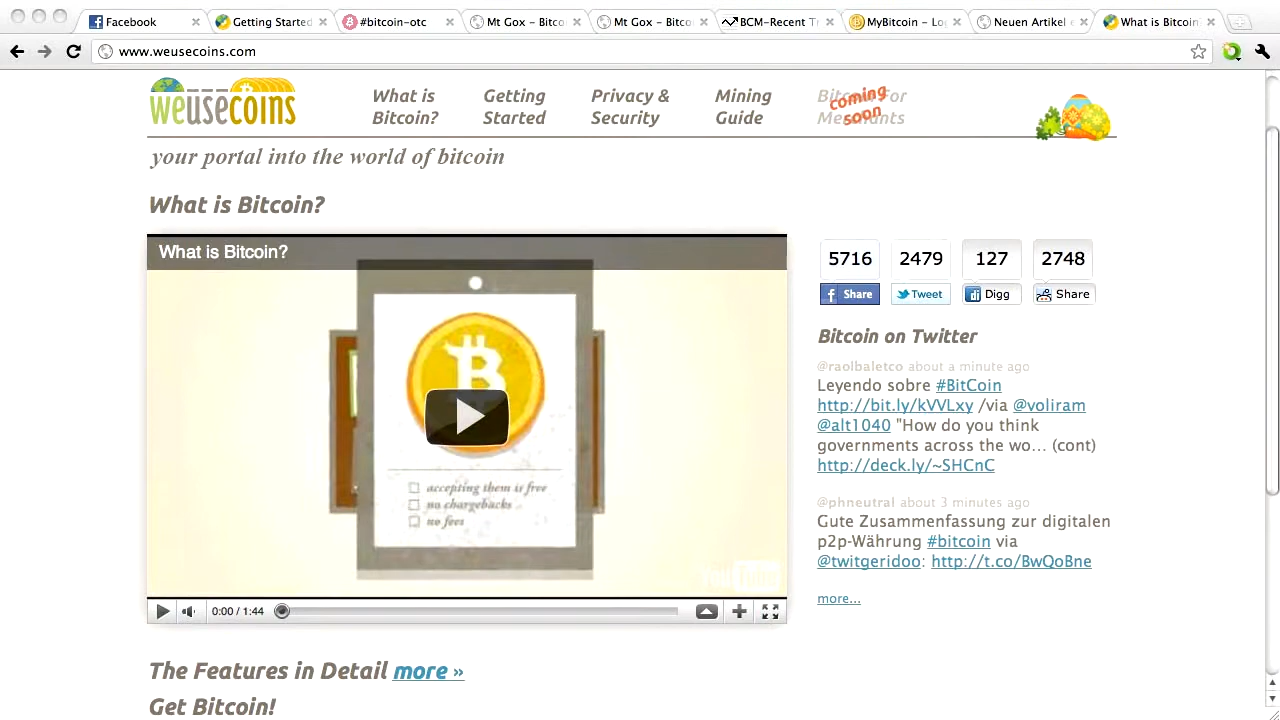 Facebook
Getting Started
#bitcoin-otc
Mt Gox - Bitco
Mt Gox - Bitco
BCM-Recent T
MyBitcoin - Lo
Neuen Artikel
What is Bitcoin
www.weusecoins.com
weusecoins
What is Bitcoin?
Getting Started
Privacy & Security
Mining Guide
Bitcoin For Merchants
coming soon
your portal into the world of bitcoin
What is Bitcoin?
What is Bitcoin?
accepting them is free
no chargebacks
no fees
YouTube
0:00 / 1:44
5716
2479
127
2748
Share
Tweet
Digg
Share
Bitcoin on Twitter
@raolbaletco about a minute ago
Leyendo sobre #BitCoin
http://bit.ly/kVVLxy /via @voliram
@alt1040 "How do you think
governments across the wo... (cont)
http://deck.ly/~SHCnC
@phneutral about 3 minutes ago
Gute Zusammenfassung zur digitalen
p2p-Währung #bitcoin via
@twitgeridoo: http://t.co/BwQoBne
more...
The Features in Detail more »
Get Bitcoin!